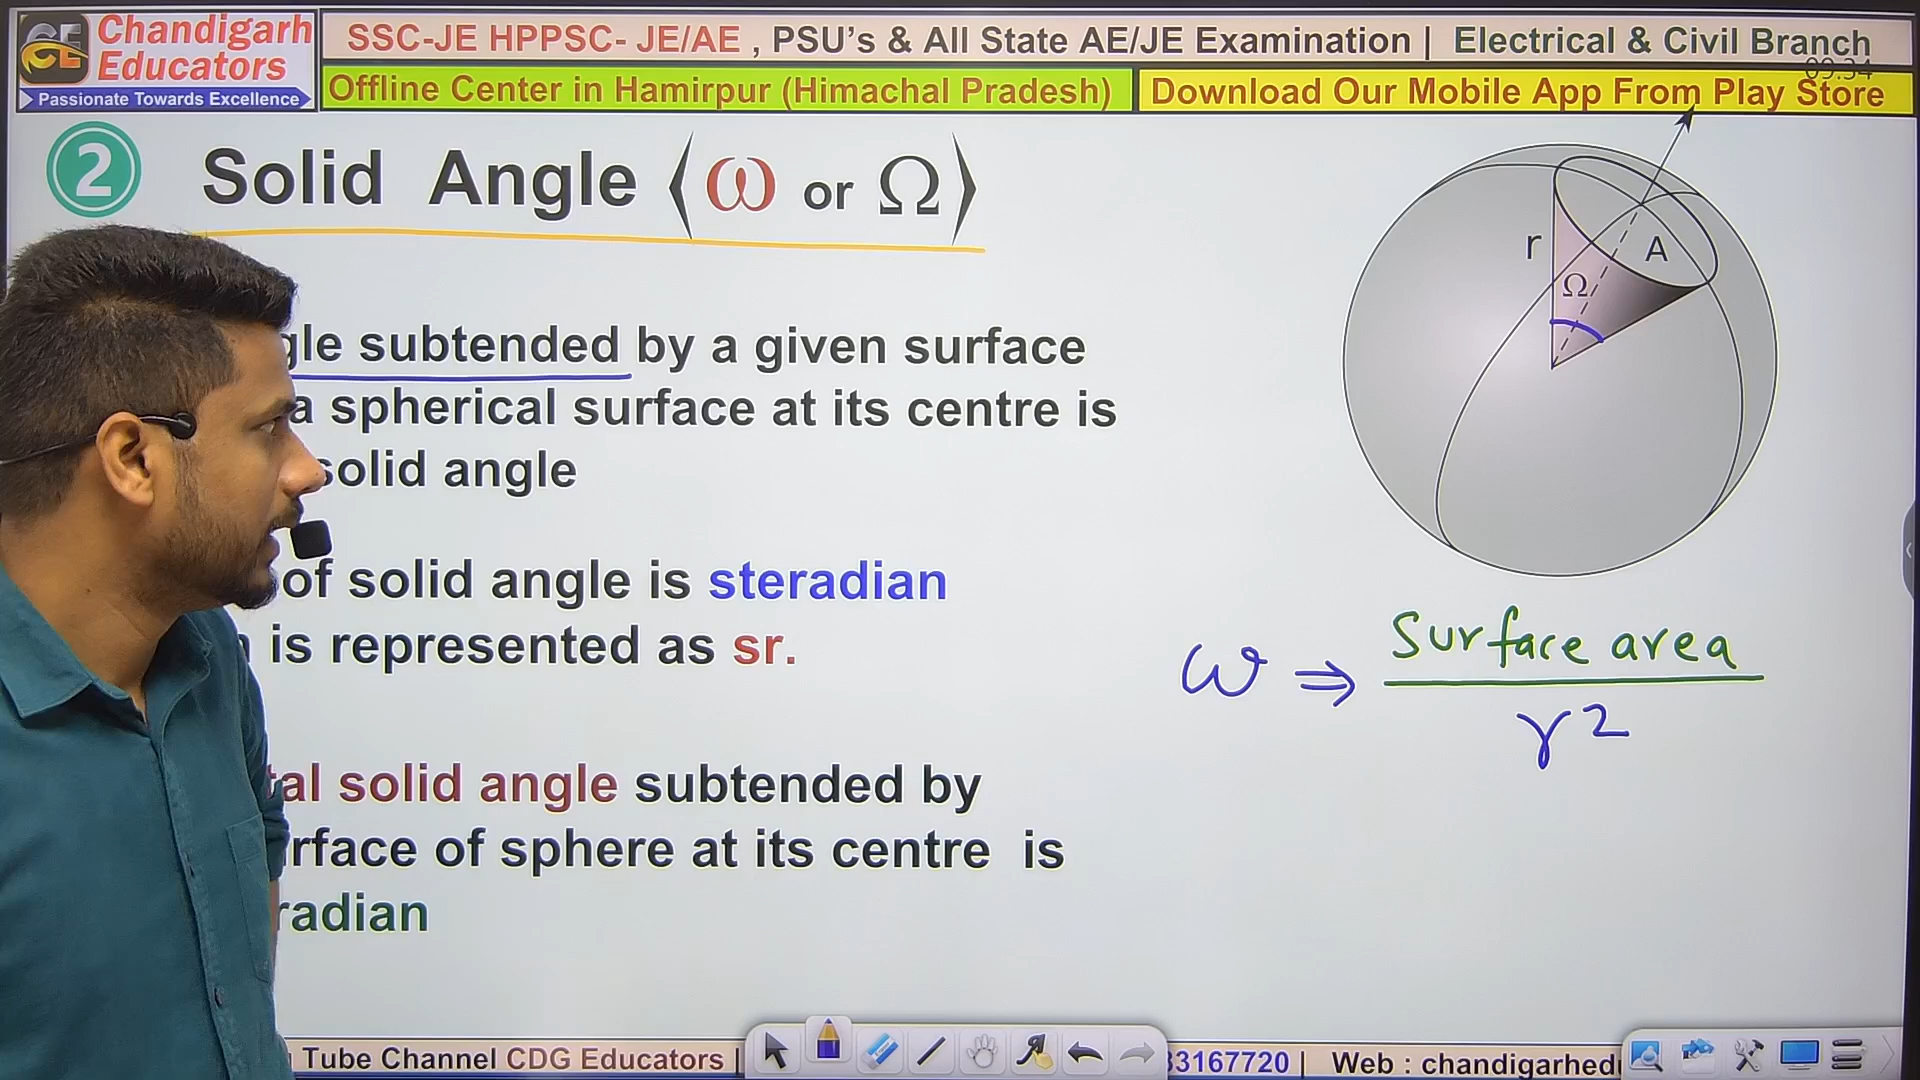 CE Chandigarh
Educators
Passionate Towards Excellence
SSC-JE HPPSC- JE/AE , PSU's & All State AE/JE Examination | Electrical & Civil Branch
09:34
Offline Center in Hamirpur (Himachal Pradesh)
Download Our Mobile App From Play Store
2 Solid Angle ⟨ω or Ω⟩
r
A
Ω
gle subtended by a given surface
a spherical surface at its centre is
solid angle
of solid angle is steradian
is represented as sr.
ω ⇒ Surface area
r²
tal solid angle subtended by
rface of sphere at its centre is
radian
Tube Channel CDG Educators |
33167720 | Web : chandigarhed